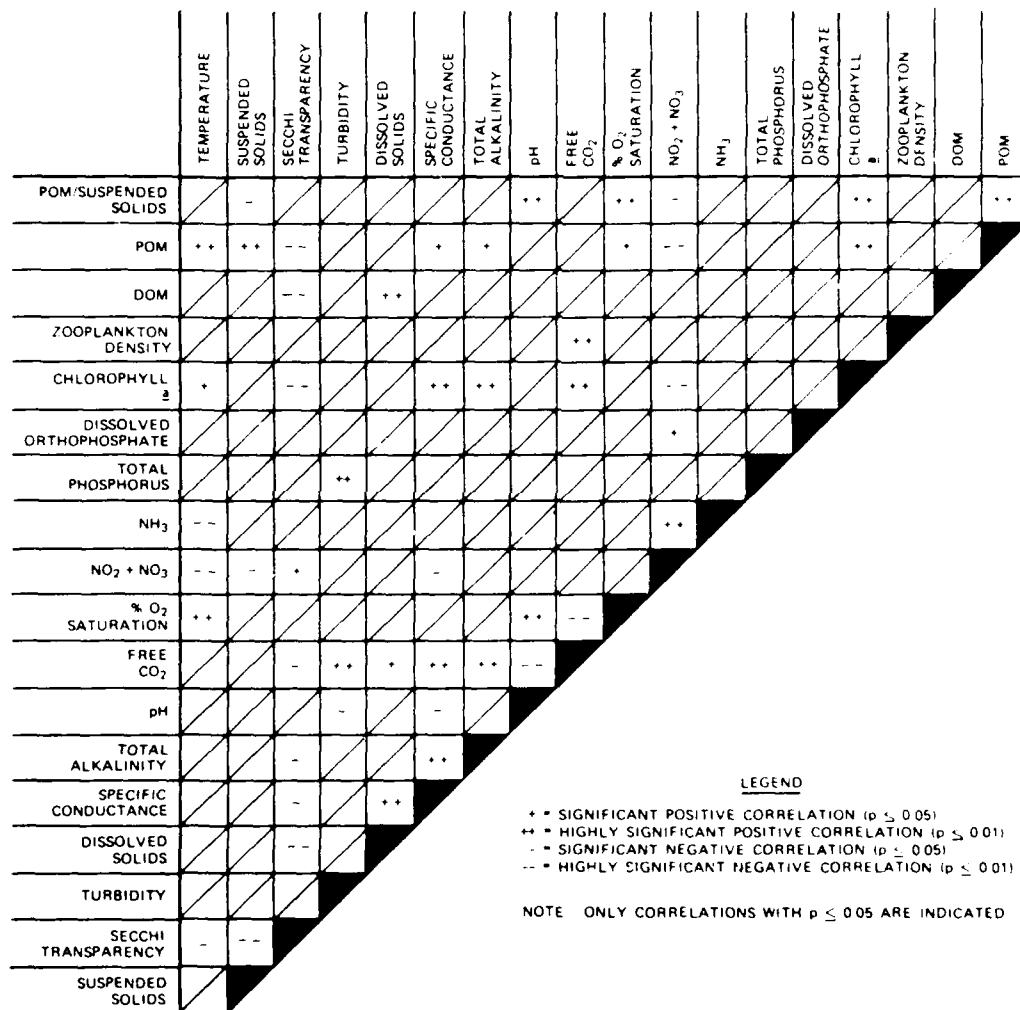 TEMPERATURE
SUSPENDED
SOLIDS
SECCHI
TRANSPARENCY
TURBIDITY
DISSOLVED
SOLIDS
SPECIFIC
CONDUCTANCE
TOTAL
ALKALINITY
pH
FREE
CO2
% O2
SATURATION
NO2 + NO3
NH3
TOTAL
PHOSPHORUS
DISSOLVED
ORTHOPHOSPHATE
CHLOROPHYLL
a
ZOOPLANKTON
DENSITY
DOM
POM
POM/SUSPENDED
SOLIDS
- ++ ++ - ++ ++
POM
++ ++ -- + + + -- ++
DOM
-- ++
ZOOPLANKTON
DENSITY
++
CHLOROPHYLL
a
+ -- ++ ++ ++ --
DISSOLVED
ORTHOPHOSPHATE
+
TOTAL
PHOSPHORUS
++
NH3
-- ++
NO2 + NO3
-- - + -
% O2
SATURATION
++ ++ --
FREE
CO2
- ++ + ++ ++ --
pH
- -
TOTAL
ALKALINITY
- ++
SPECIFIC
CONDUCTANCE
- ++
DISSOLVED
SOLIDS
--
TURBIDITY
SECCHI
TRANSPARENCY
- --
SUSPENDED
SOLIDS
LEGEND
+ = SIGNIFICANT POSITIVE CORRELATION (p ≤ 0.05)
++ = HIGHLY SIGNIFICANT POSITIVE CORRELATION (p ≤ 0.01)
- = SIGNIFICANT NEGATIVE CORRELATION (p ≤ 0.05)
-- = HIGHLY SIGNIFICANT NEGATIVE CORRELATION (p ≤ 0.01)
NOTE ONLY CORRELATIONS WITH p ≤ 0.05 ARE INDICATED